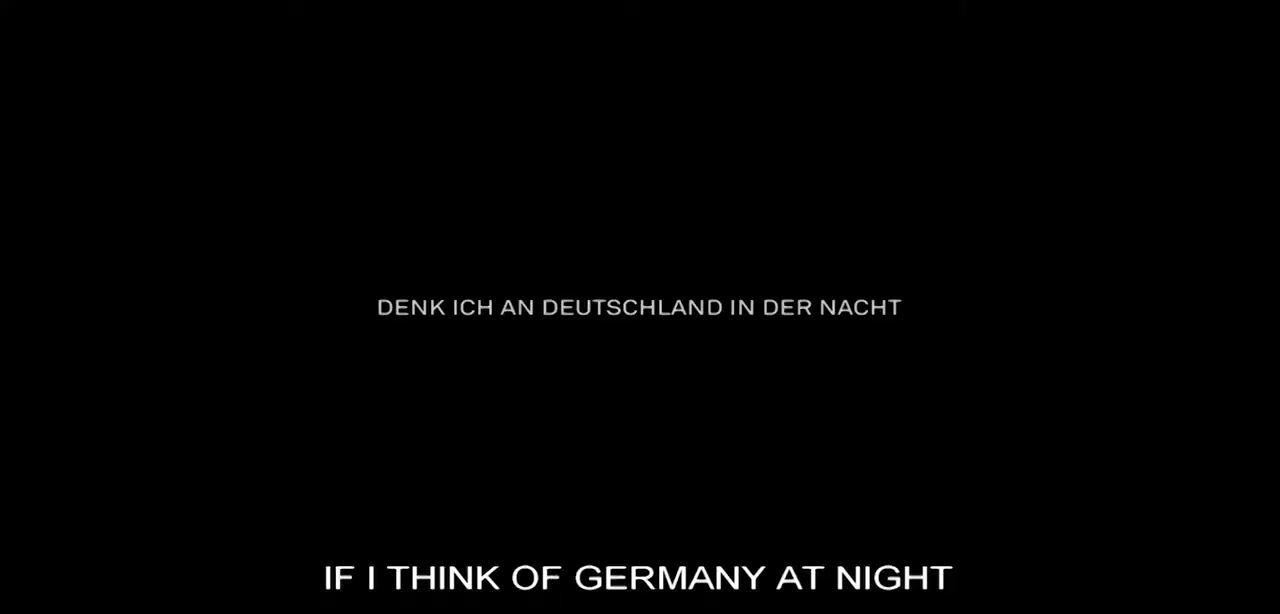 DENK ICH AN DEUTSCHLAND IN DER NACHT
IF I THINK OF GERMANY AT NIGHT